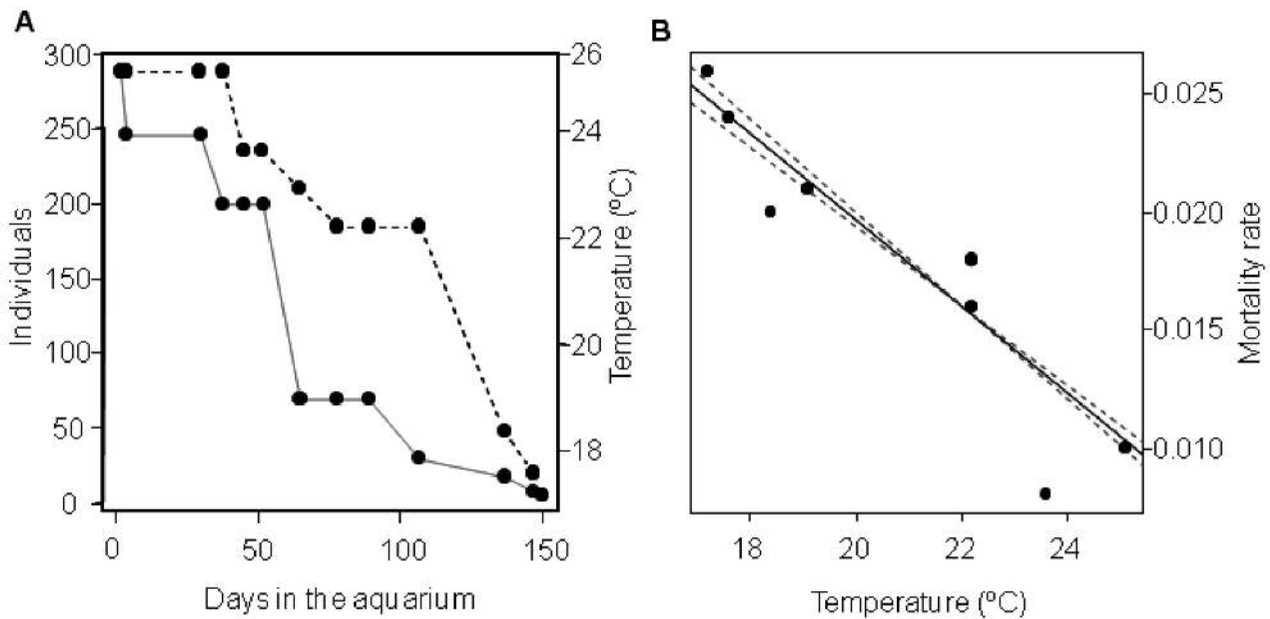 A
300
250
200
150
100
50
0
Individuals
26
24
22
20
18
Temperature (ºC)
0 50 100 150
Days in the aquarium
B
0.025
0.020
0.015
0.010
Mortality rate
18 20 22 24
Temperature (ºC)